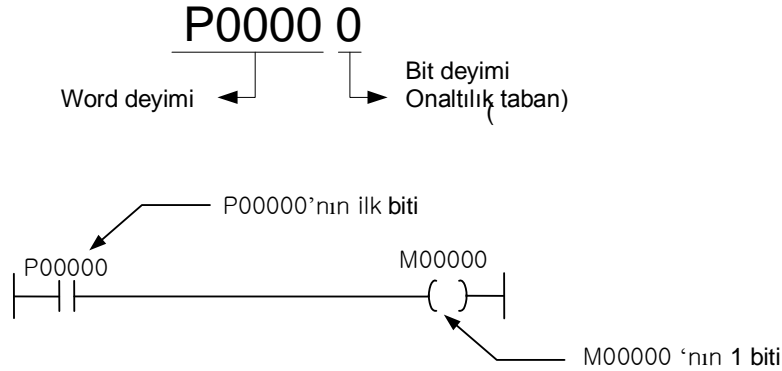 P0000 0
Word deyimi
Bit deyimi
Onaltılık taban)
(
P00000’nın ilk biti
P00000
M00000
M00000 ‘nın 1 biti